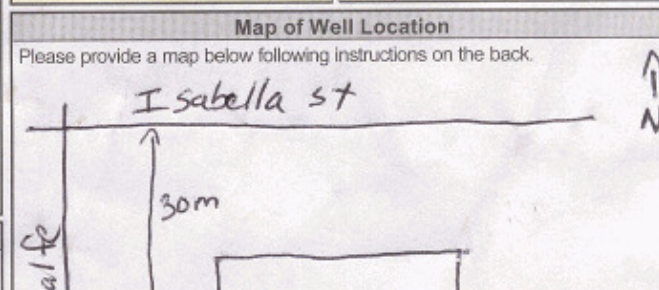 Map of Well Location
Please provide a map below following instructions on the back.
Isabella st
N
30m